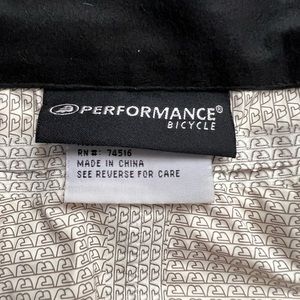 PERFORMANCE®
BICYCLE
RN#: 74516
MADE IN CHINA
SEE REVERSE FOR CARE